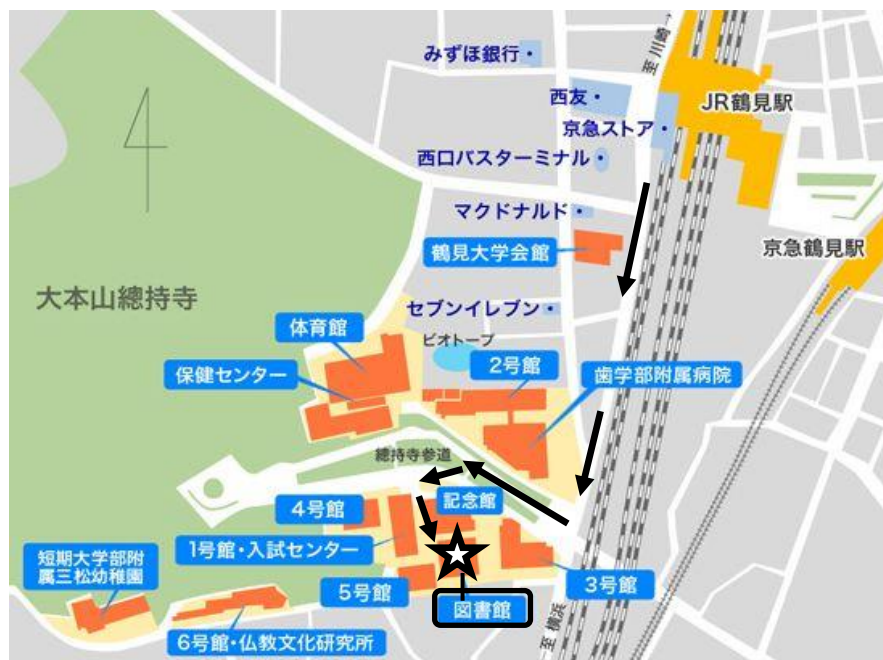 みずほ銀行・
至 川崎→
西友・
JR鶴見駅
京急ストア・
西口バスターミナル・
マクドナルド・
鶴見大学会館
京急鶴見駅
大本山總持寺
セブンイレブン・
体育館
ビオトープ
2号館
保健センター
歯学部附属病院
總持寺参道
記念館
4号館
1号館・入試センター
短期大学部附
属三松幼稚園
5号館
3号館
図書館
6号館・仏教文化研究所
至 横浜